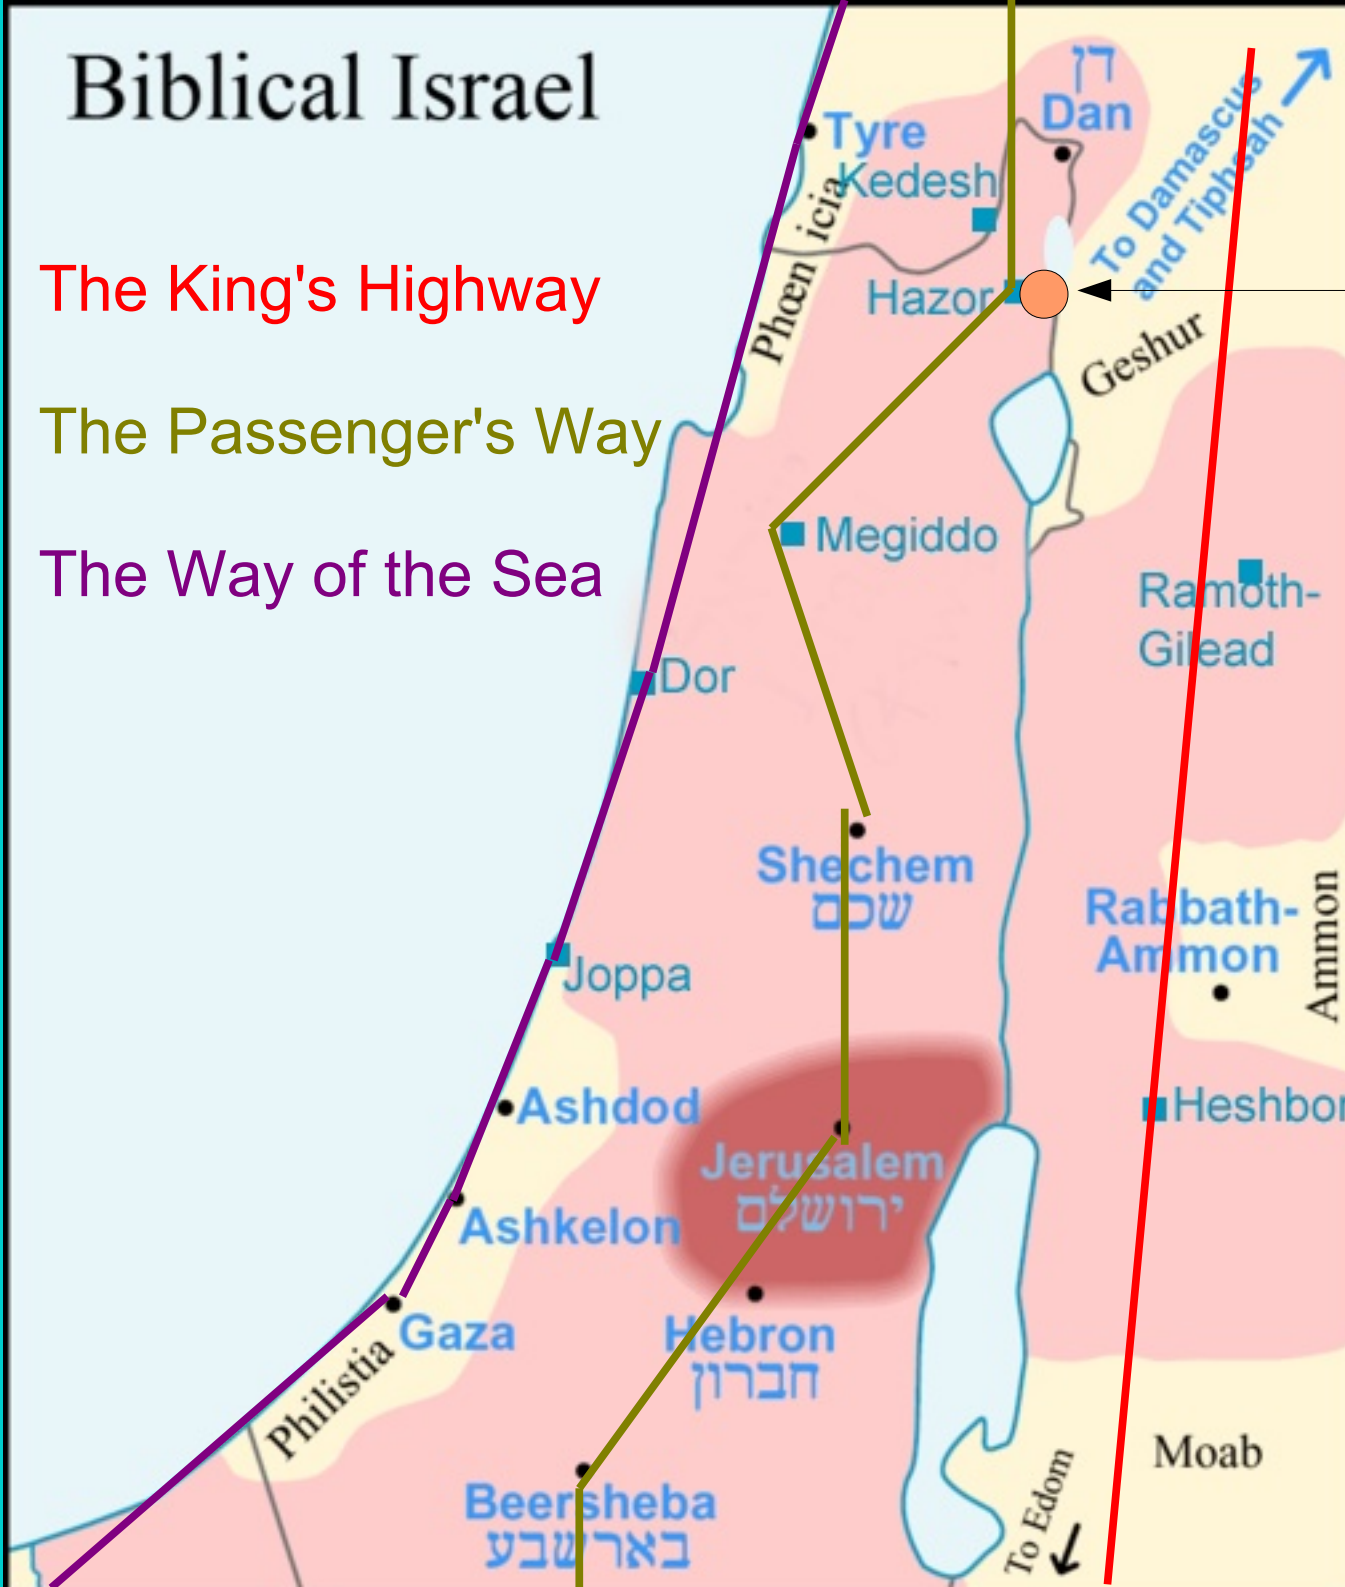 Biblical Israel
The King's Highway
The Passenger's Way
The Way of the Sea
דן
Dan
Tyre
Kedesh
Phœn icia
Hazor
To Damascus
and Tiphsah
Geshur
Megiddo
Ramoth-
Gilead
Dor
Shechem
שכם
Rabbath-
Ammon
Ammon
Joppa
Ashdod
Heshbon
Jerusalem
ירושלם
Ashkelon
Gaza
Hebron
חברון
Philistia
Moab
To Edom
Beersheba
בארשבע